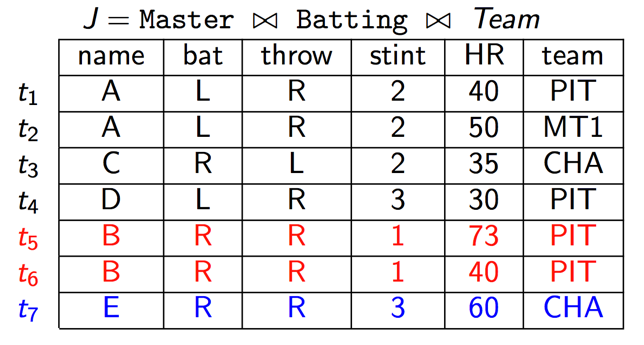 J = Master ⋈ Batting ⋈ Team
name bat throw stint HR team
t₁ A L R 2 40 PIT
t₂ A L R 2 50 MT1
t₃ C R L 2 35 CHA
t₄ D L R 3 30 PIT
t₅ B R R 1 73 PIT
t₆ B R R 1 40 PIT
t₇ E R R 3 60 CHA